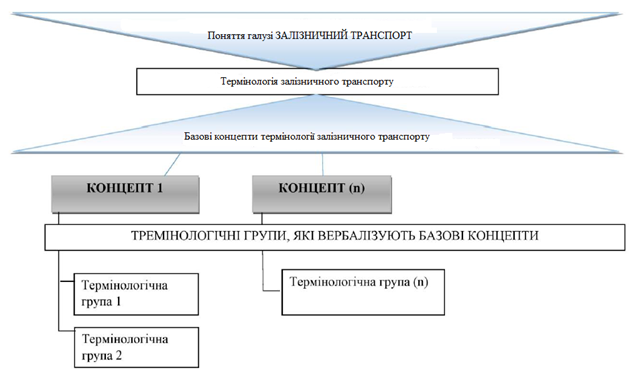 Поняття галузі ЗАЛІЗНИЧНИЙ ТРАНСПОРТ
Термінологія залізничного транспорту
Базові концепти термінології залізничного транспорту
КОНЦЕПТ 1
КОНЦЕПТ (n)
ТРЕМІНОЛОГІЧНІ ГРУПИ, ЯКІ ВЕРБАЛІЗУЮТЬ БАЗОВІ КОНЦЕПТИ
Термінологічна
група 1
Термінологічна група (n)
Термінологічна
група 2